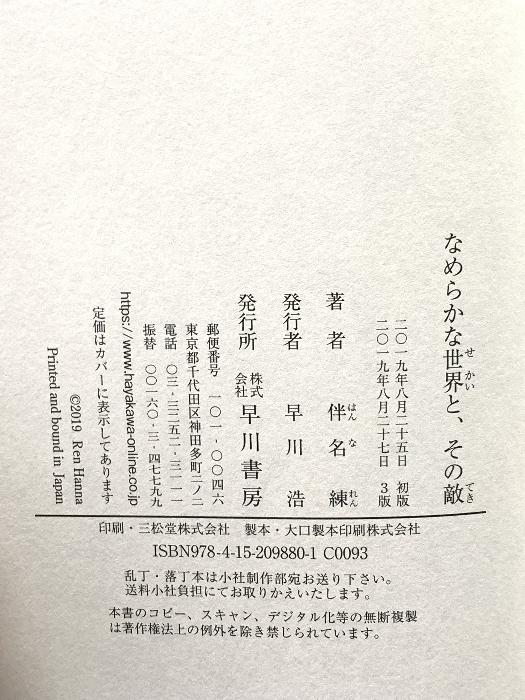 なめらかな世界と、その敵
二〇一九年八月二十五日 初版
二〇一九年八月二十七日 3版
著者 伴名練
発行者 早川浩
発行所 株式会社 早川書房
郵便番号 一〇一-〇〇四六
東京都千代田区神田多町二ノ二
電話 〇三-三二五二-三一一一
振替 〇〇一六〇-三-四七七九九
https://www.hayakawa-online.co.jp
定価はカバーに表示してあります
©2019 Ren Hanna
Printed and bound in Japan
印刷・三松堂株式会社 製本・大口製本印刷株式会社
ISBN978-4-15-209880-1 C0093
乱丁・落丁本は小社制作部宛お送り下さい。
送料小社負担にてお取りかえいたします。
本書のコピー、スキャン、デジタル化等の無断複製
は著作権法上の例外を除き禁じられています。